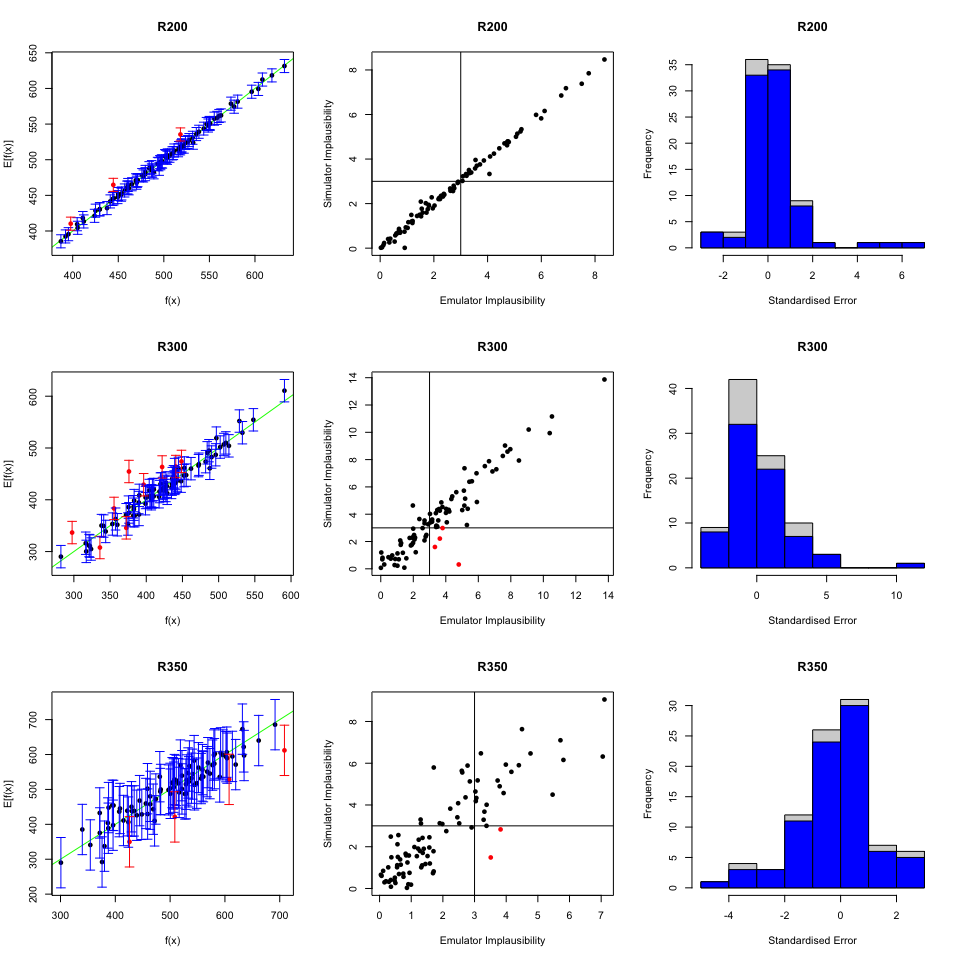 R200
R200
R200
650
600
550
500
450
400
E[f(x)]
400 450 500 550 600
f(x)
8
6
4
2
0
Simulator Implausibility
0 2 4 6 8
Emulator Implausibility
35
30
20
15
10
5
0
Frequency
-2 0 2 4 6
Standardised Error
R300
R300
R300
600
500
400
300
E[f(x)]
300 350 400 450 500 550 600
f(x)
14
12
10
8
6
4
2
0
Simulator Implausibility
0 2 4 6 8 10 12 14
Emulator Implausibility
40
30
20
10
0
Frequency
0 5 10
Standardised Error
R350
R350
R350
700
600
500
400
300
200
E[f(x)]
300 400 500 600 700
f(x)
8
6
4
2
0
Simulator Implausibility
0 1 2 3 4 5 6 7
Emulator Implausibility
30
25
20
15
10
5
0
Frequency
-4 -2 0 2
Standardised Error